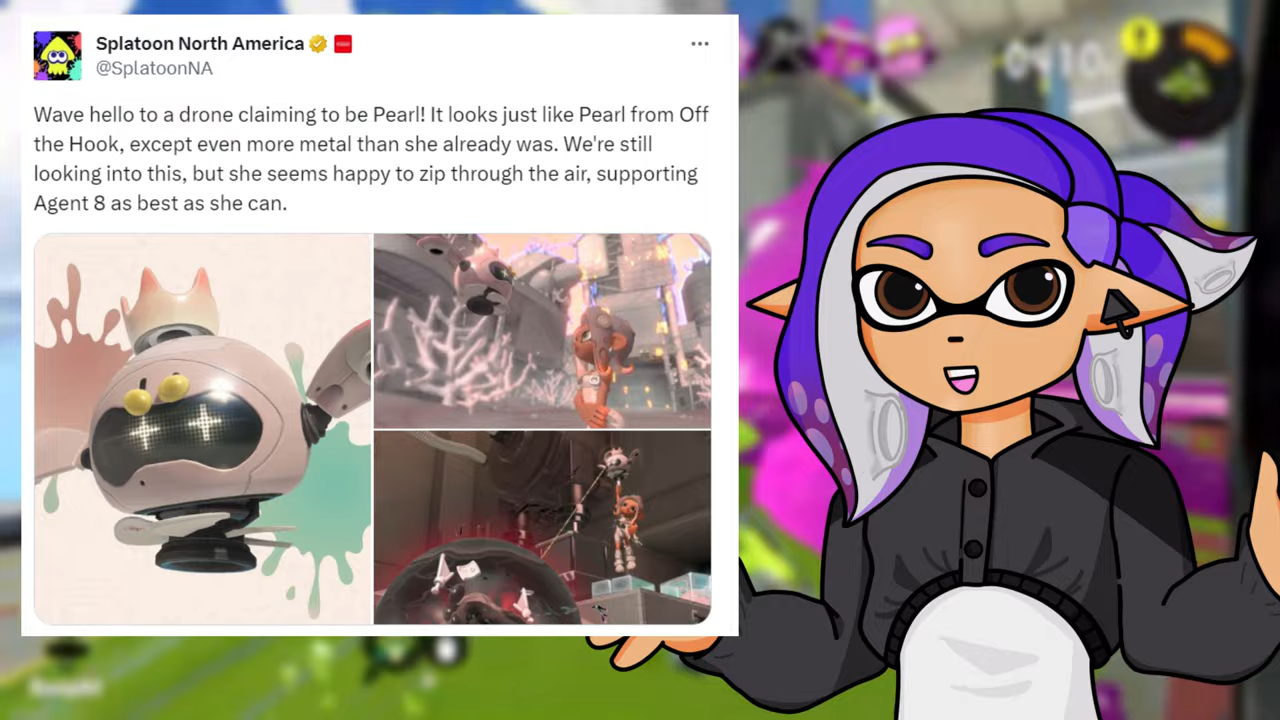 Splatoon North America
@SplatoonNA
Wave hello to a drone claiming to be Pearl! It looks just like Pearl from Off
the Hook, except even more metal than she already was. We're still
looking into this, but she seems happy to zip through the air, supporting
Agent 8 as best as she can.